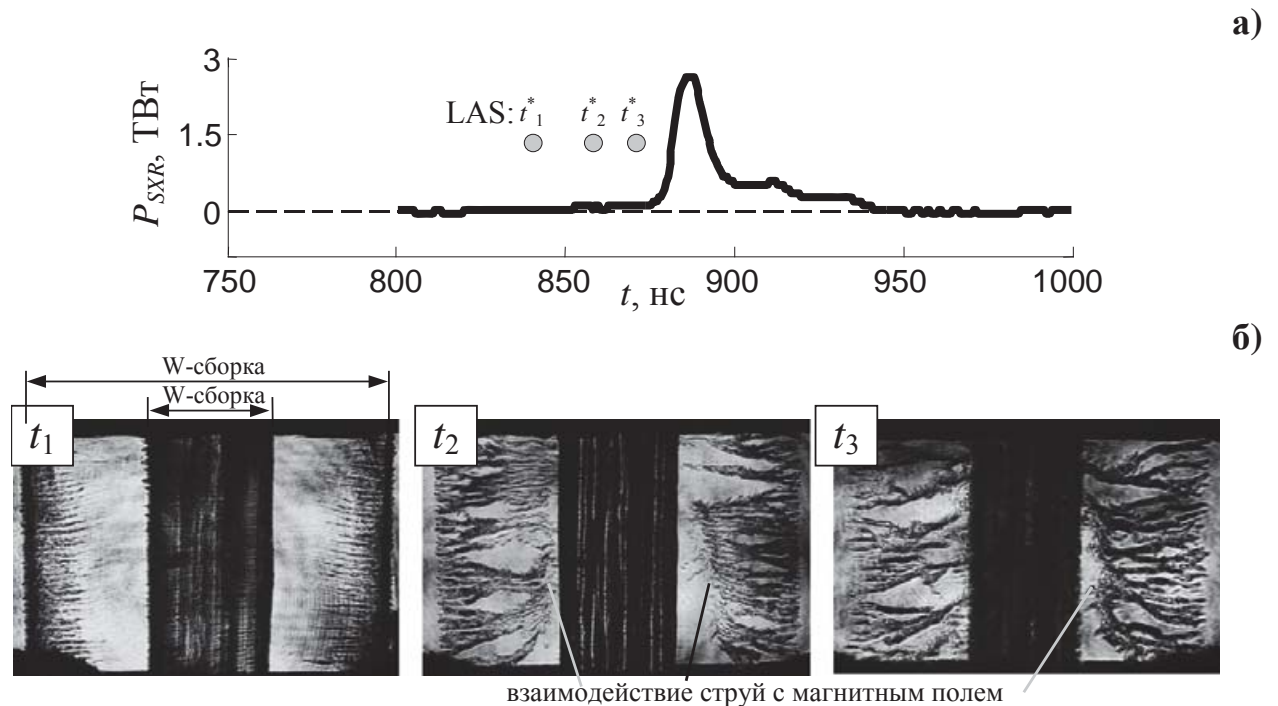 а)
3
1.5
0
P_SXR, ТВт
LAS: t*1 t*2 t*3
750 800 850 900 950 1000
t, нс
б)
W-сборка
W-сборка
t1 t2 t3
взаимодействие струй с магнитным полем